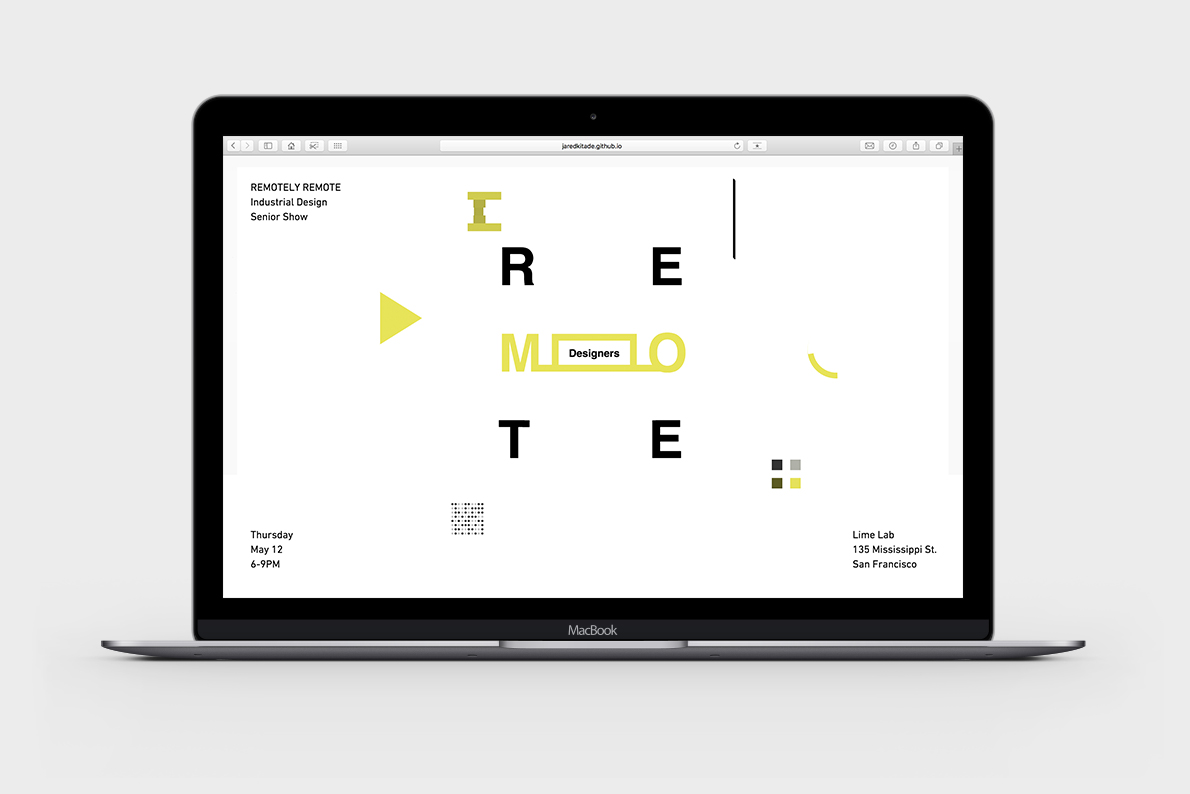 jaredkitade.github.io
REMOTELY REMOTE
Industrial Design
Senior Show
R E
M O
Designers
T E
Thursday
May 12
6-9PM
Lime Lab
135 Mississippi St.
San Francisco
MacBook